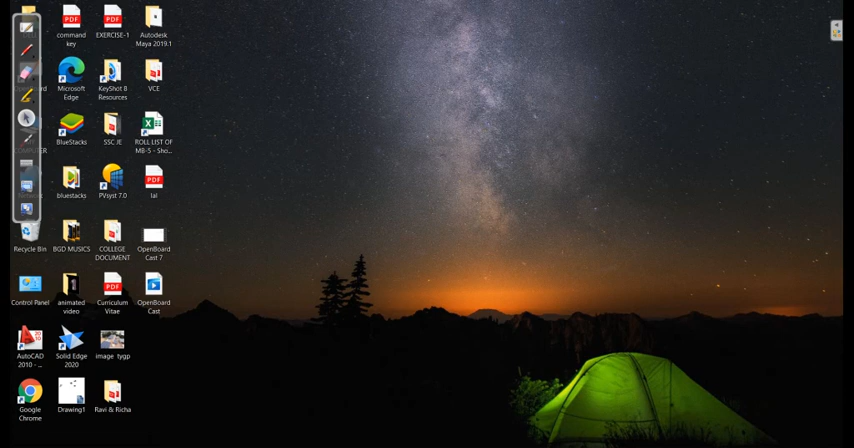 command
key
EXERCISE-1
Autodesk
Maya 2019.1
Microsoft
Edge
KeyShot 8
Resources
VCE
BlueStacks
SSC JE
ROLL LIST OF
MB-5 - Sho...
bluestacks
PVsyst 7.0
lal
Recycle Bin
BGD MUSICS
COLLEGE
DOCUMENT
OpenBoard
Cast 7
Control Panel
animated
video
Curriculum
Vitae
OpenBoard
Cast
AutoCAD
2010 - ...
Solid Edge
2020
image tygp
Google
Chrome
Drawing1
Ravi & Richa